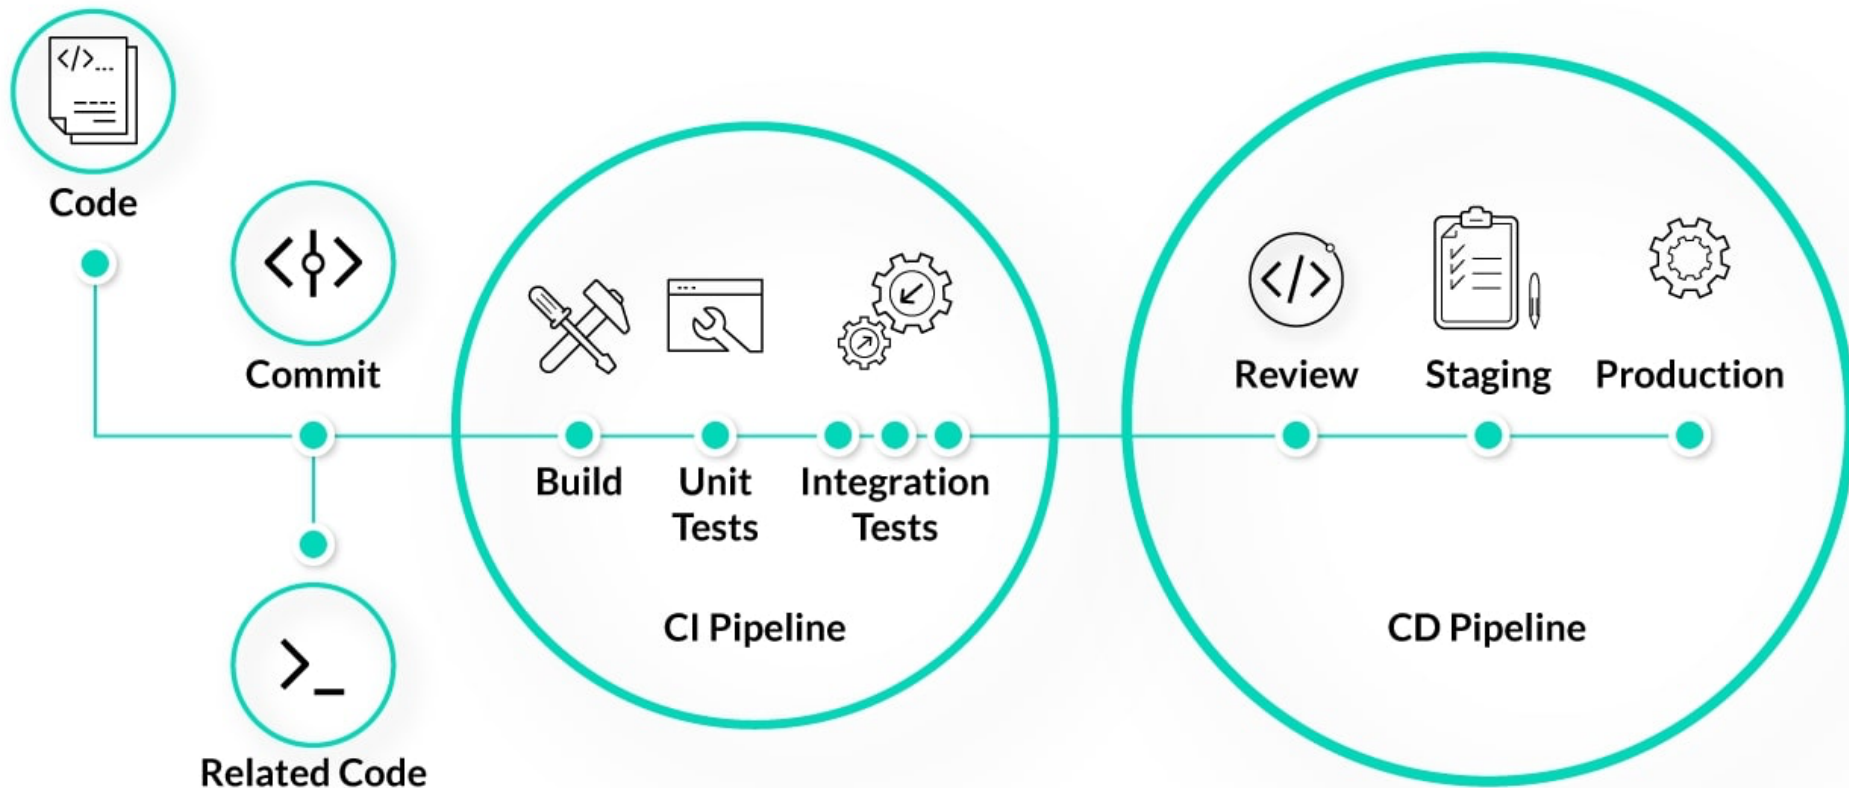 </>...
Code
Commit
Related Code
Build
Unit
Tests
Integration
Tests
CI Pipeline
</>
Review
Staging
Production
CD Pipeline